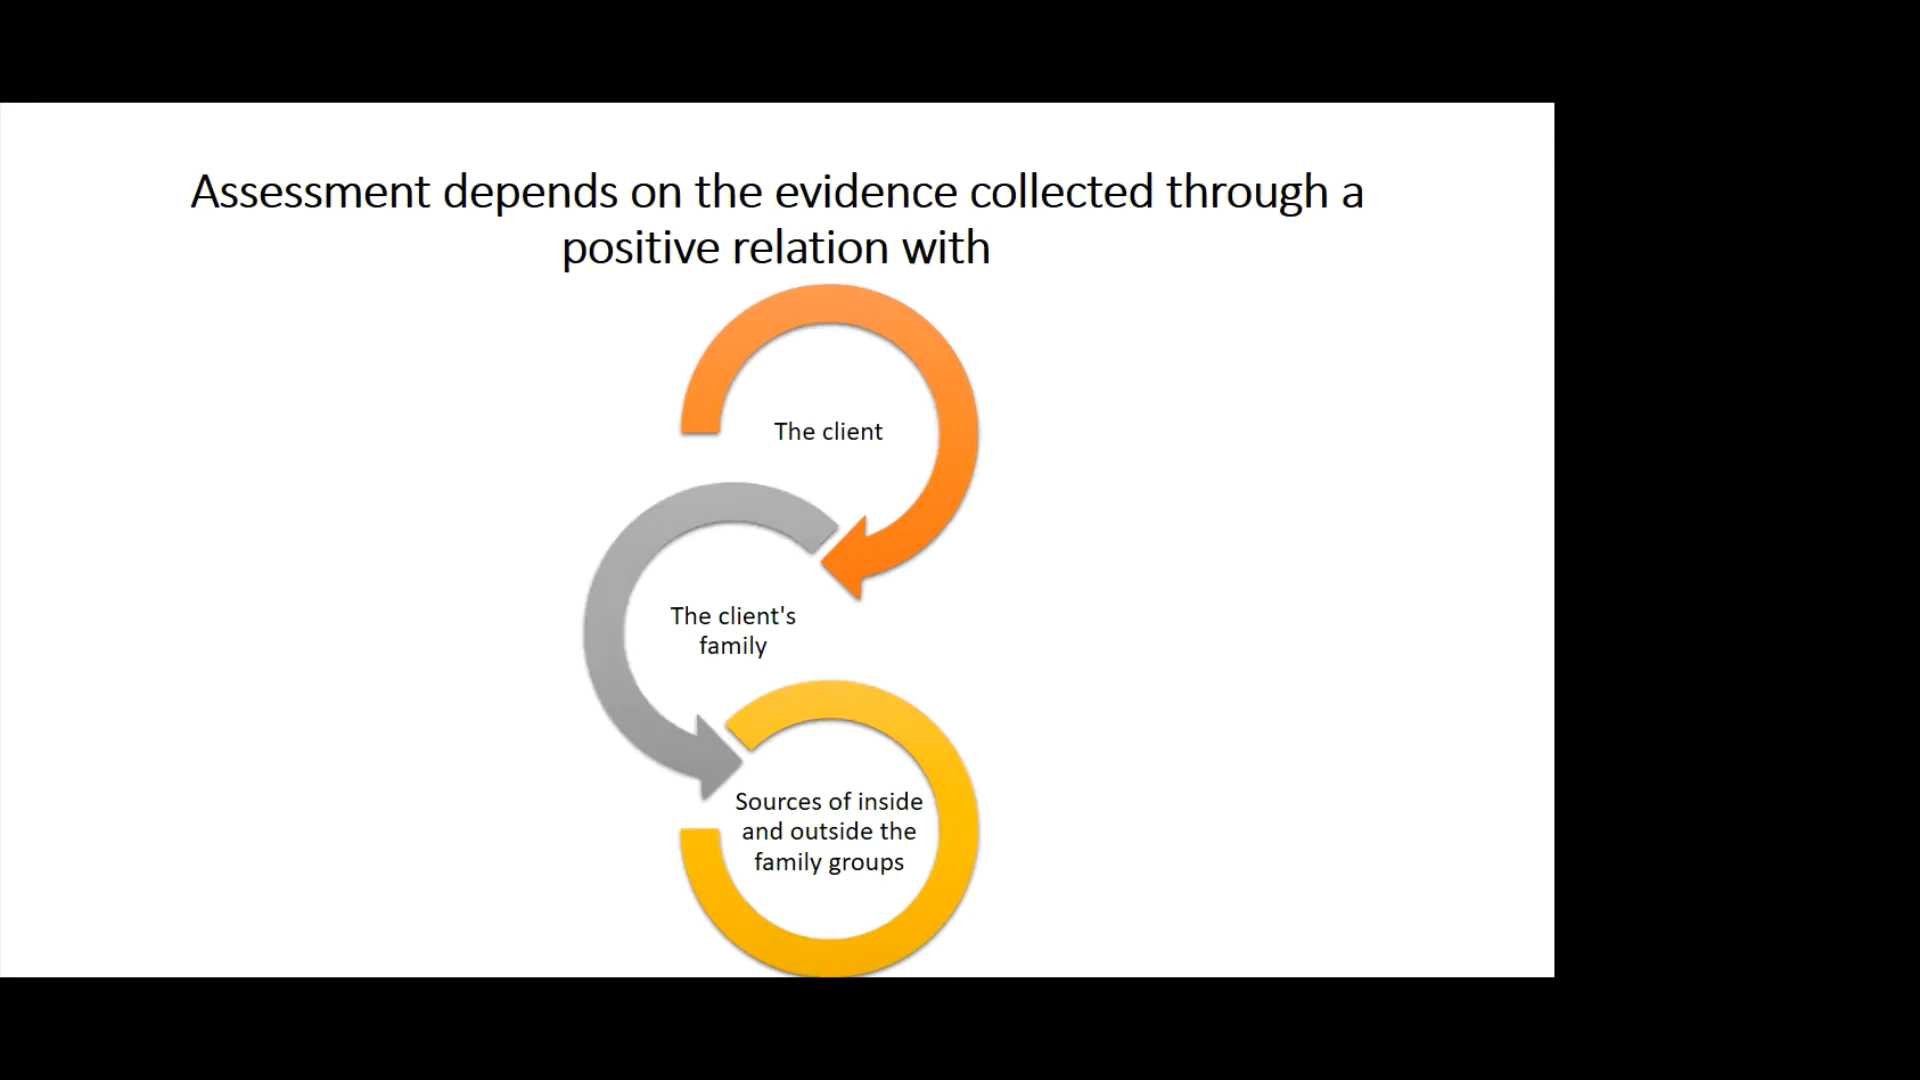 Assessment depends on the evidence collected through a
positive relation with
The client
The client's
family
Sources of inside
and outside the
family groups